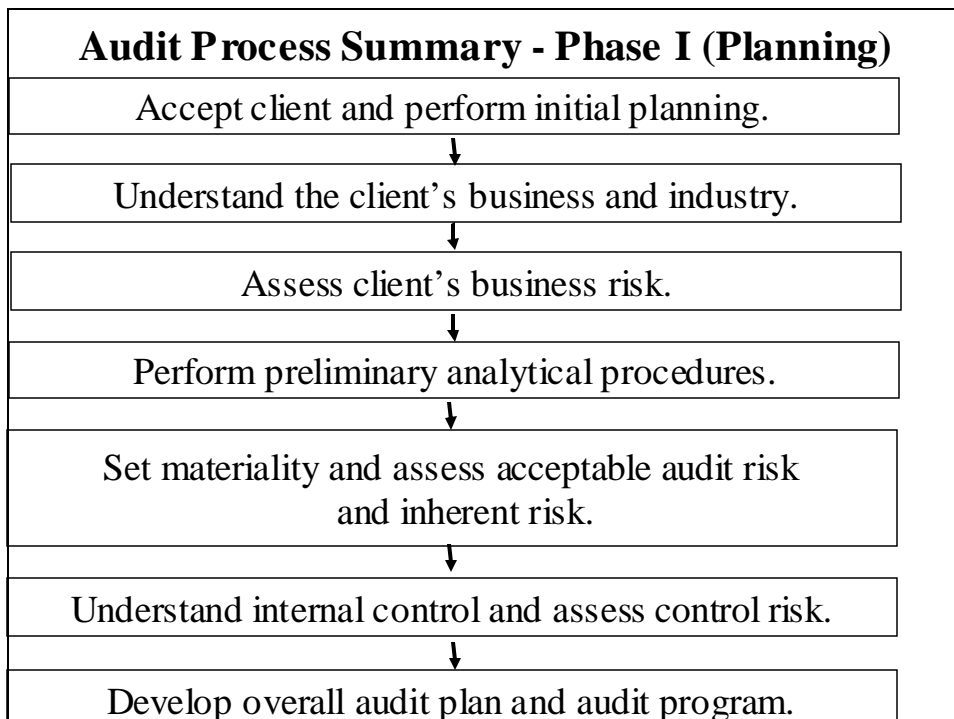 Audit Process Summary - Phase I (Planning)
Accept client and perform initial planning.
Understand the client’s business and industry.
Assess client’s business risk.
Perform preliminary analytical procedures.
Set materiality and assess acceptable audit risk
and inherent risk.
Understand internal control and assess control risk.
Develop overall audit plan and audit program.